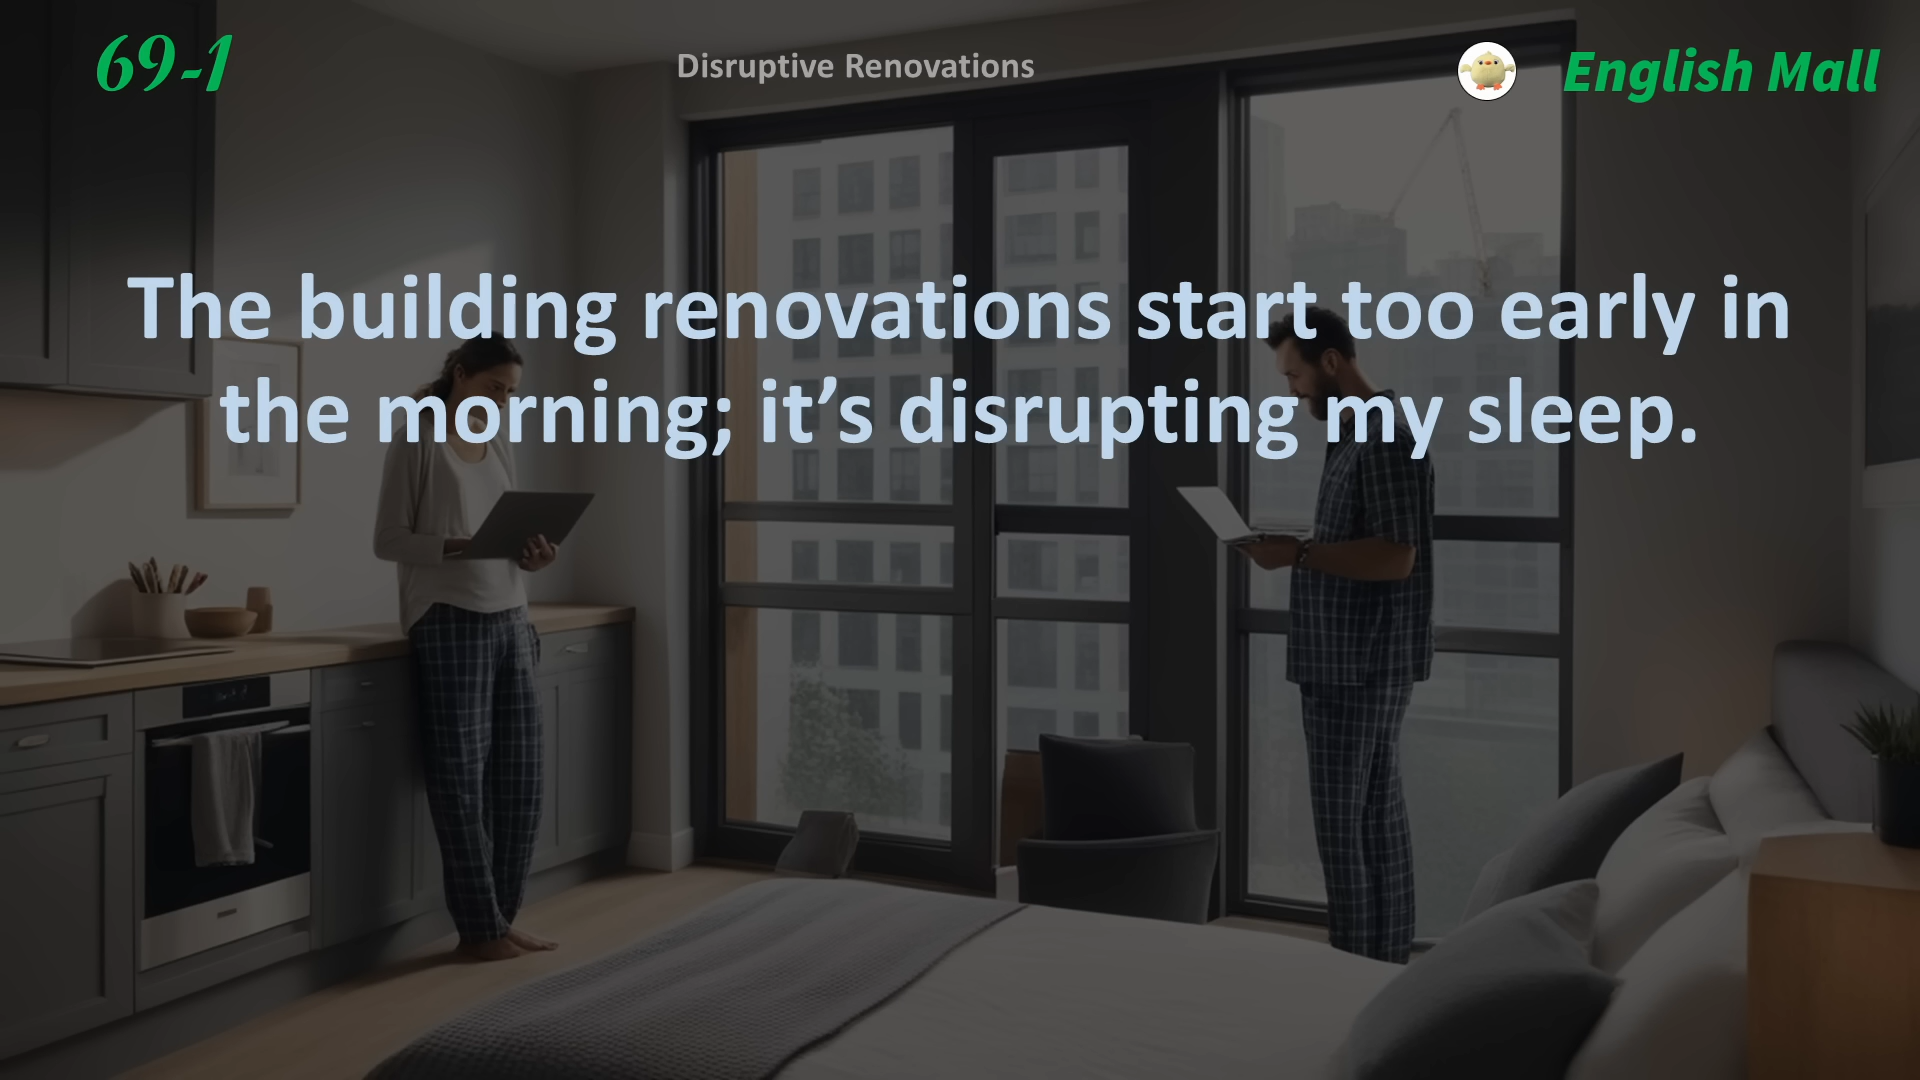 69-1
Disruptive Renovations
English Mall
The building renovations start too early in
the morning; it’s disrupting my sleep.